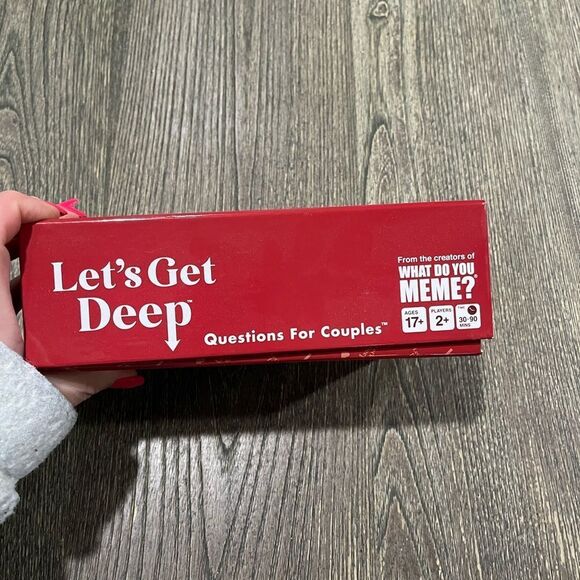 Let's Get
Deep™
Questions For Couples™
From the creators of
WHAT DO YOU
MEME?®
AGES
17+
PLAYERS
2+
30-90
MINS